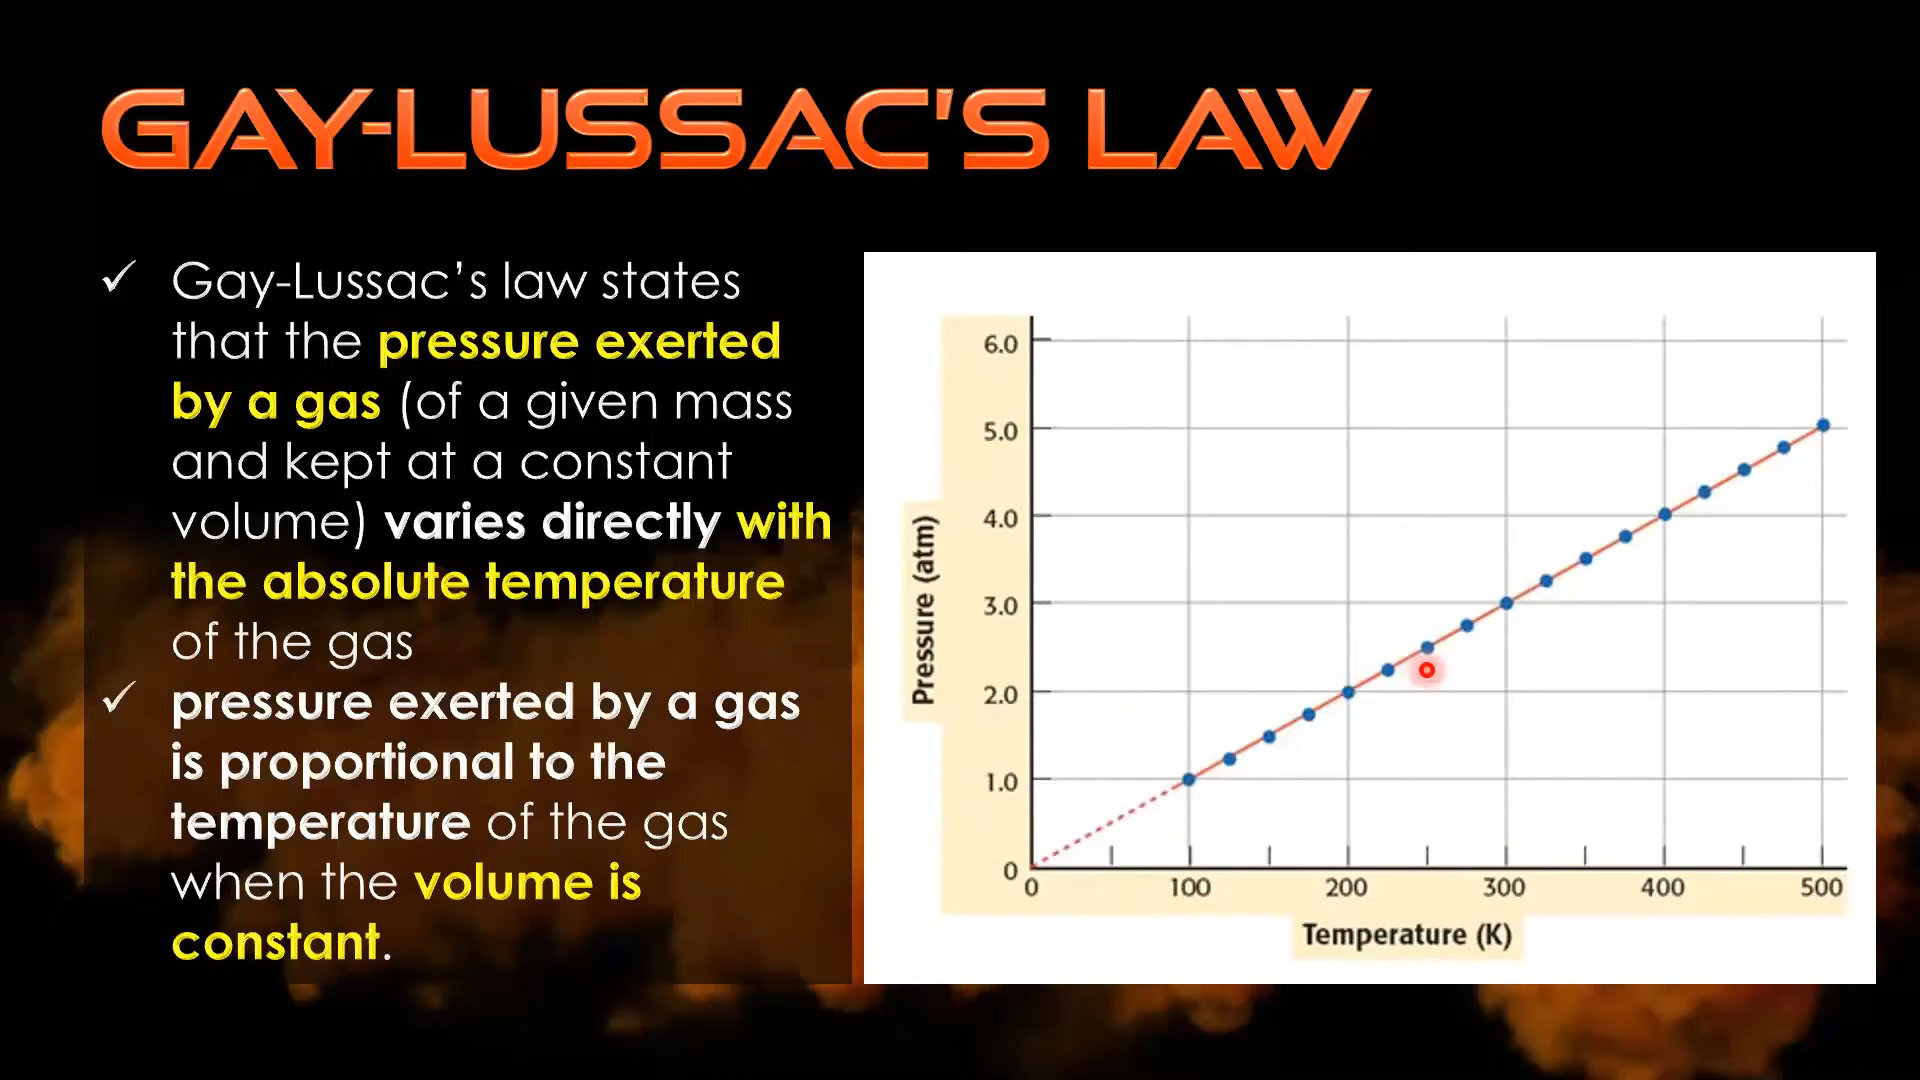 GAY-LUSSAC'S LAW
✓ Gay-Lussac’s law states
that the pressure exerted
by a gas (of a given mass
and kept at a constant
volume) varies directly with
the absolute temperature
of the gas
✓ pressure exerted by a gas
is proportional to the
temperature of the gas
when the volume is
constant.
Pressure (atm)
6.0
5.0
4.0
3.0
2.0
1.0
0
0 100 200 300 400 500
Temperature (K)